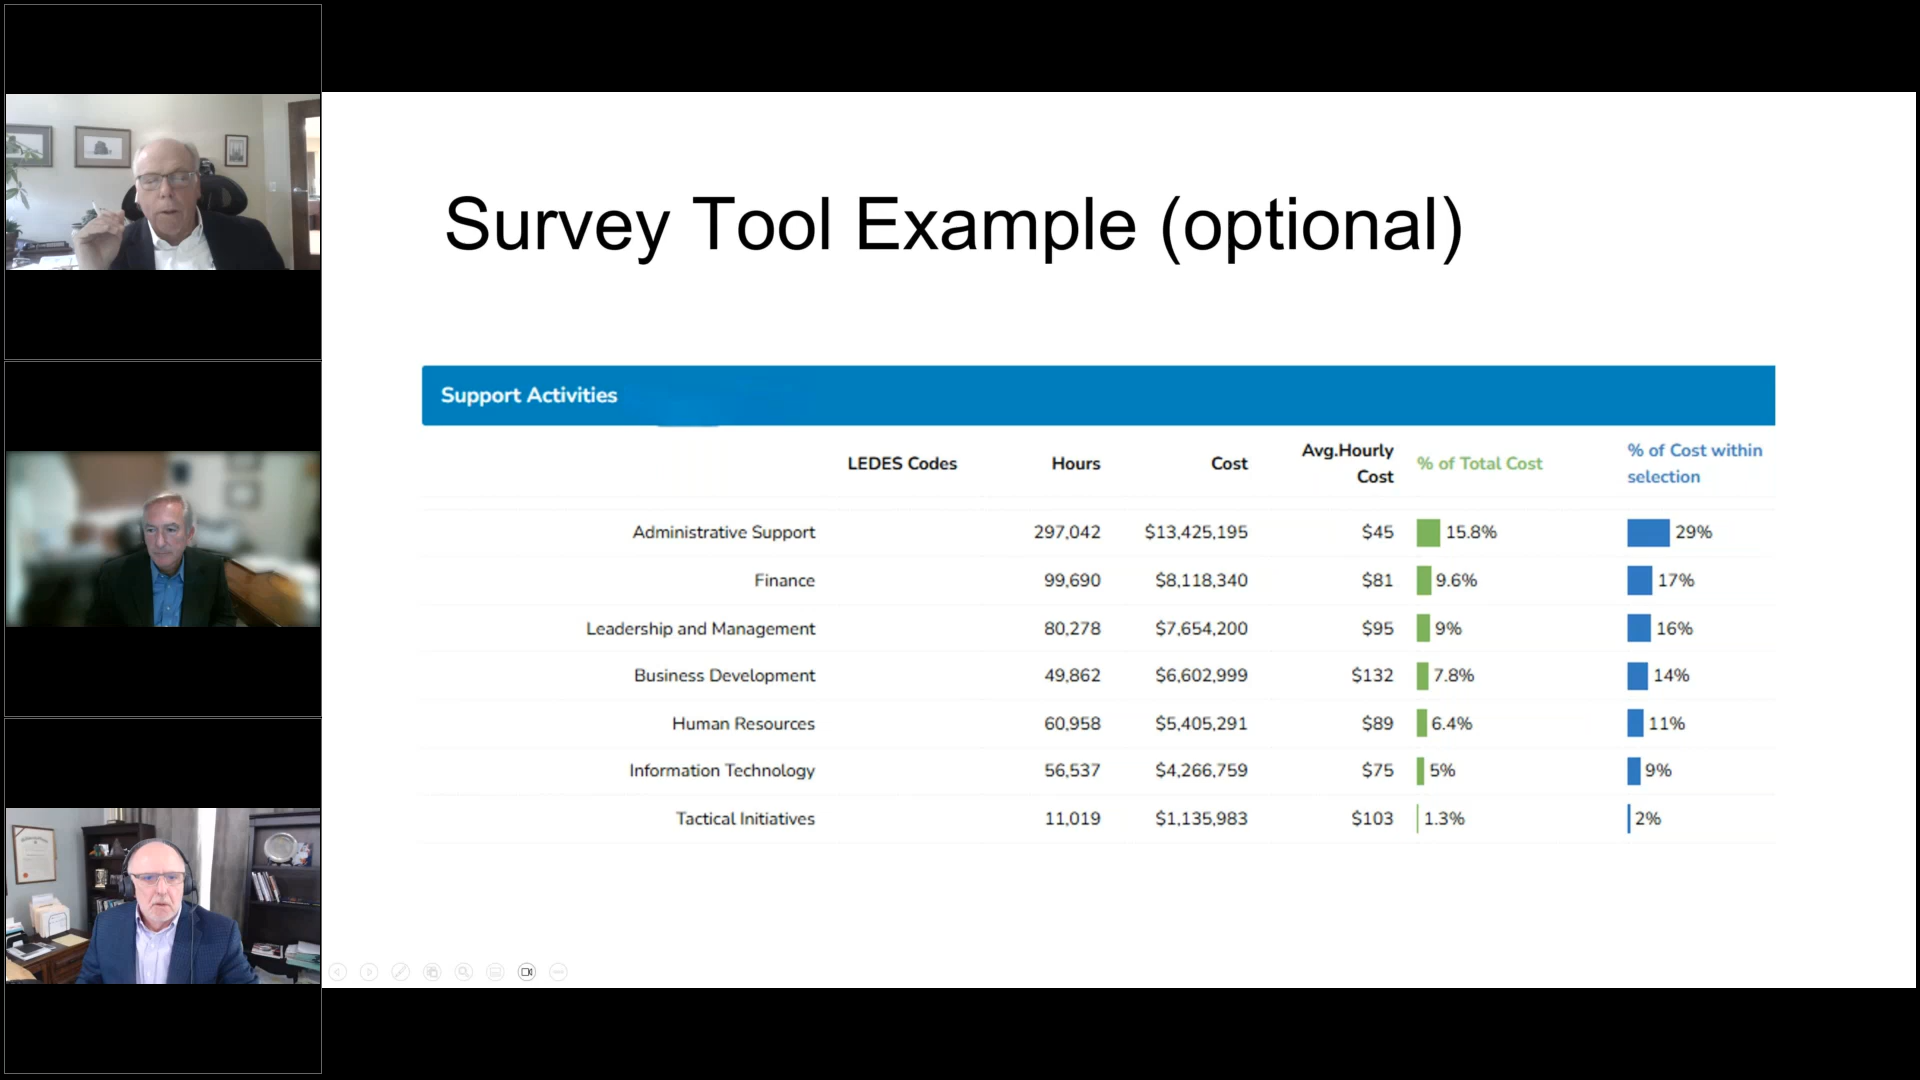 Survey Tool Example (optional)
Support Activities
LEDES Codes Hours Cost Avg.Hourly Cost % of Total Cost % of Cost within selection
Administrative Support 297,042 $13,425,195 $45 15.8% 29%
Finance 99,690 $8,118,340 $81 9.6% 17%
Leadership and Management 80,278 $7,654,200 $95 9% 16%
Business Development 49,862 $6,602,999 $132 7.8% 14%
Human Resources 60,958 $5,405,291 $89 6.4% 11%
Information Technology 56,537 $4,266,759 $75 5% 9%
Tactical Initiatives 11,019 $1,135,983 $103 1.3% 2%